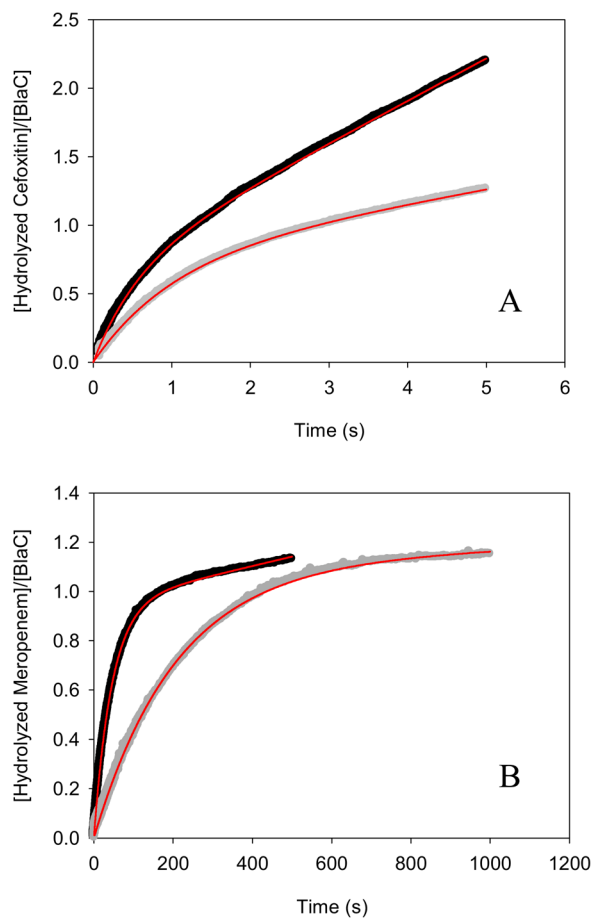 [Hydrolyzed Cefoxitin]/[BlaC]
2.5
2.0
1.5
1.0
0.5
0.0
A
0 1 2 3 4 5 6
Time (s)
[Hydrolyzed Meropenem]/[BlaC]
1.4
1.2
1.0
0.8
0.6
0.4
0.2
0.0
B
0 200 400 600 800 1000 1200
Time (s)